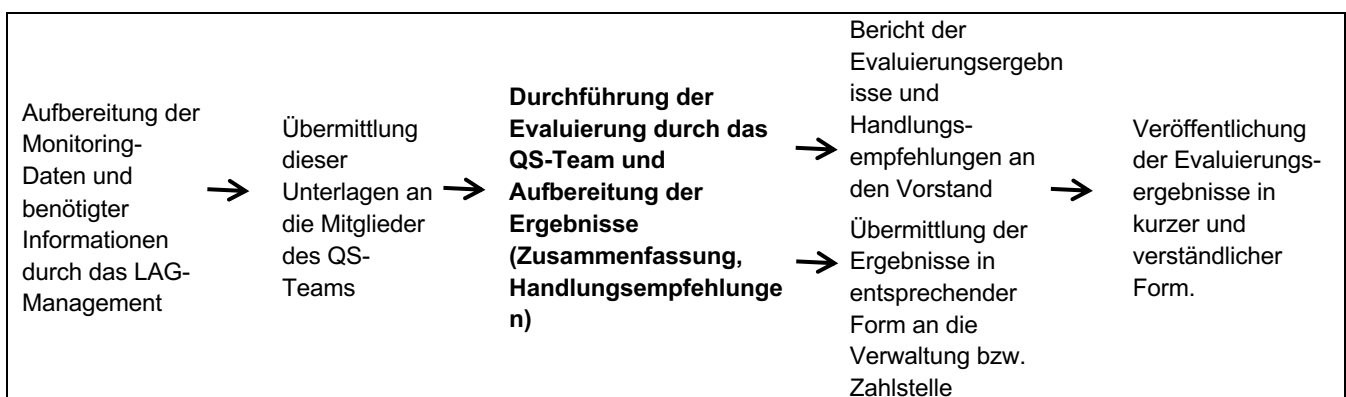 Aufbereitung der
Monitoring-
Daten und
benötigter
Informationen
durch das LAG-
Management
Übermittlung
dieser
Unterlagen an
die Mitglieder
des QS-
Teams
Durchführung der
Evaluierung durch das
QS-Team und
Aufbereitung der
Ergebnisse
(Zusammenfassung,
Handlungsempfehlunge
n)
Bericht der
Evaluierungsergebn
isse und
Handlungs-
empfehlungen an
den Vorstand
Übermittlung der
Ergebnisse in
entsprechender
Form an die
Verwaltung bzw.
Zahlstelle
Veröffentlichung
der Evaluierungs-
ergebnisse in
kurzer und
verständlicher
Form.